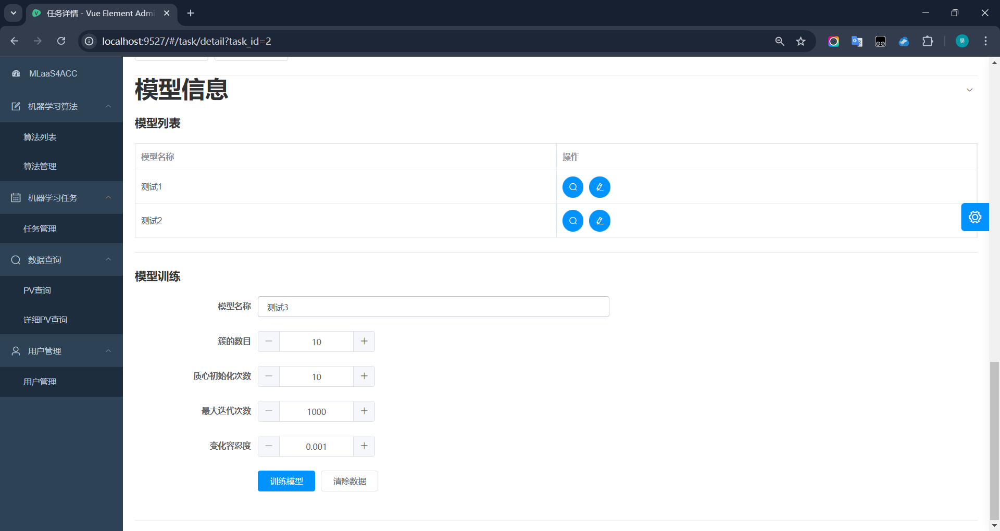 任务详情 - Vue Element Admi
localhost:9527/#/task/detail?task_id=2
昊
MLaaS4ACC
机器学习算法
算法列表
算法管理
机器学习任务
任务管理
数据查询
PV查询
详细PV查询
用户管理
用户管理
模型信息
模型列表
模型名称
操作
测试1
测试2
模型训练
模型名称
测试3
簇的数目
10
质心初始化次数
10
最大迭代次数
1000
变化容忍度
0.001
训练模型
清除数据